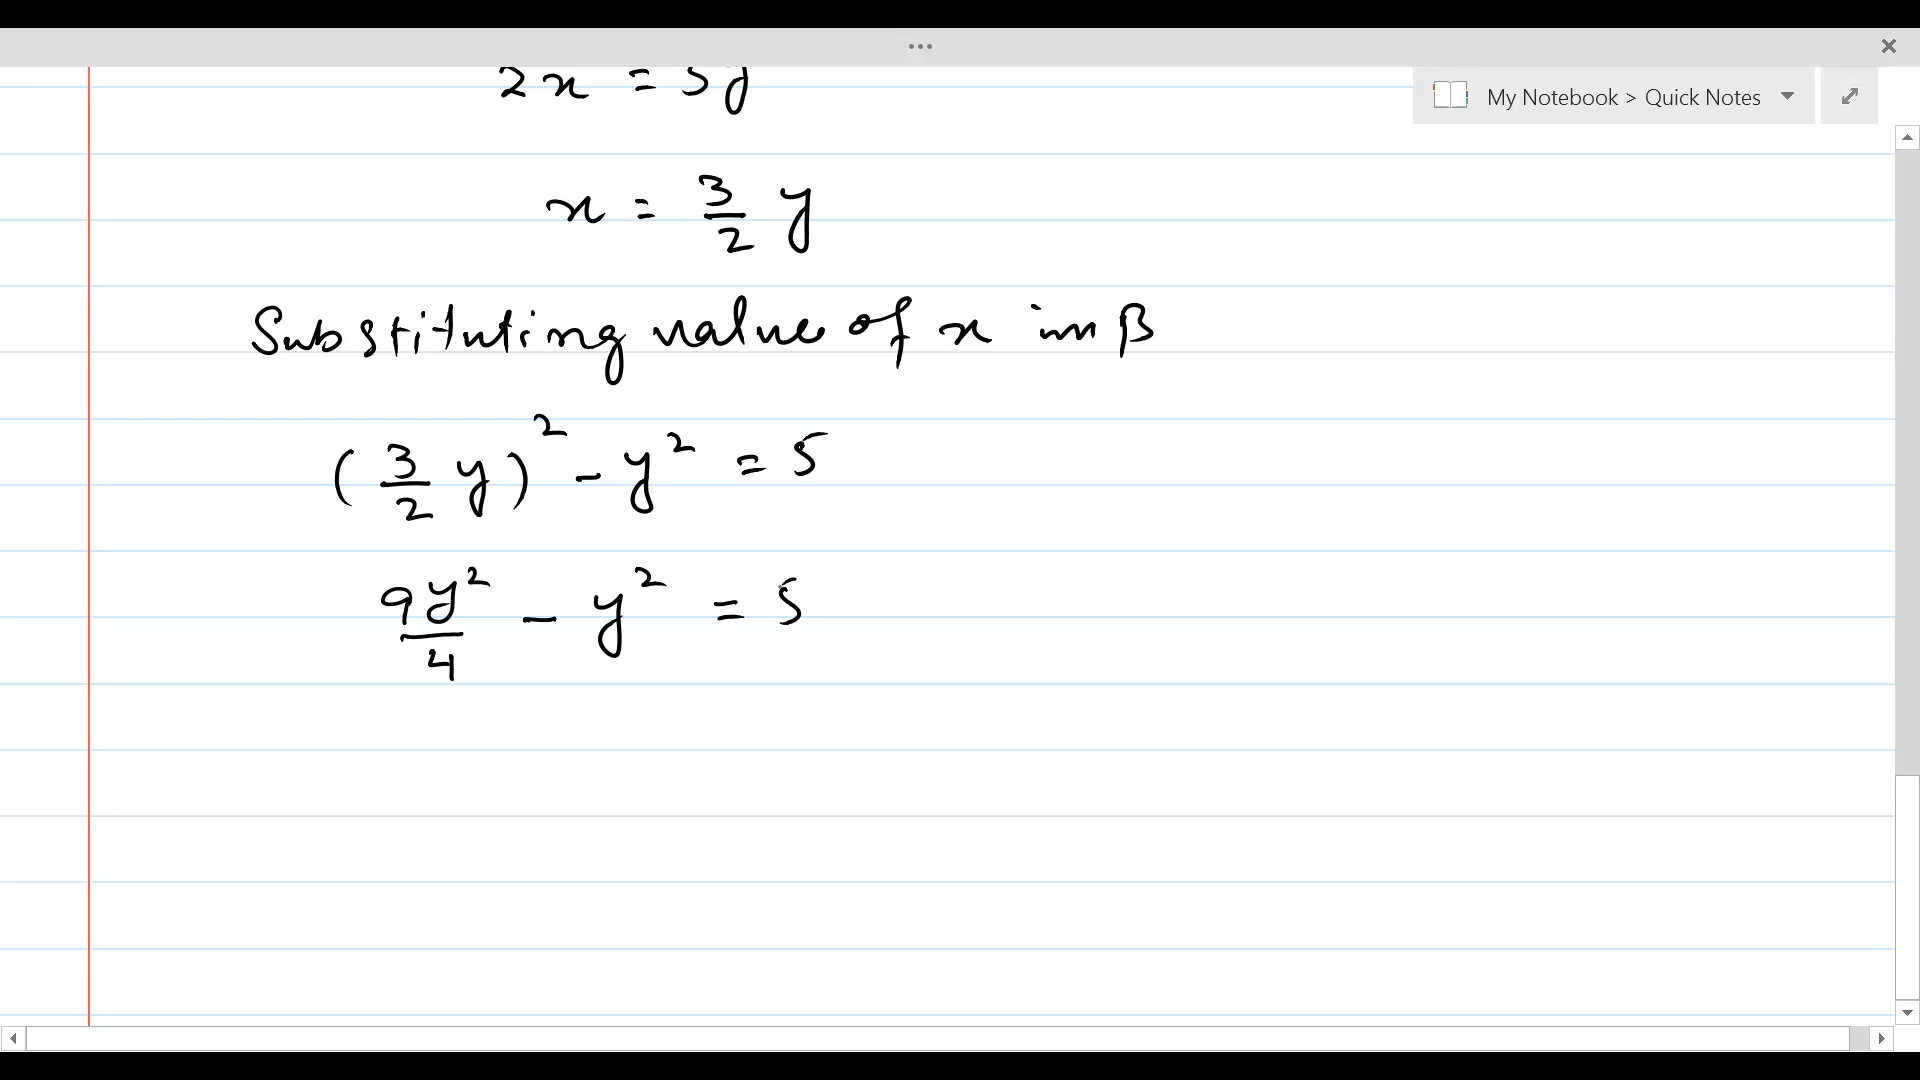 ...
My Notebook > Quick Notes
2x = 3y
x = 3/2 y
Substituting value of x in β
(3/2 y)² - y² = 5
9y²/4 - y² = 5